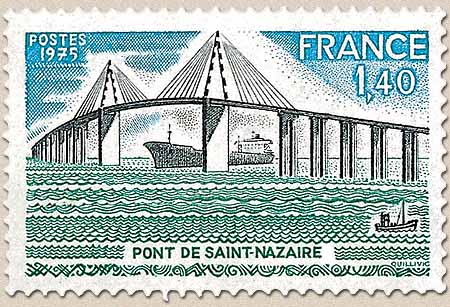 POSTES
1975
FRANCE
1,40
PONT DE SAINT-NAZAIRE
QUILLIVIC